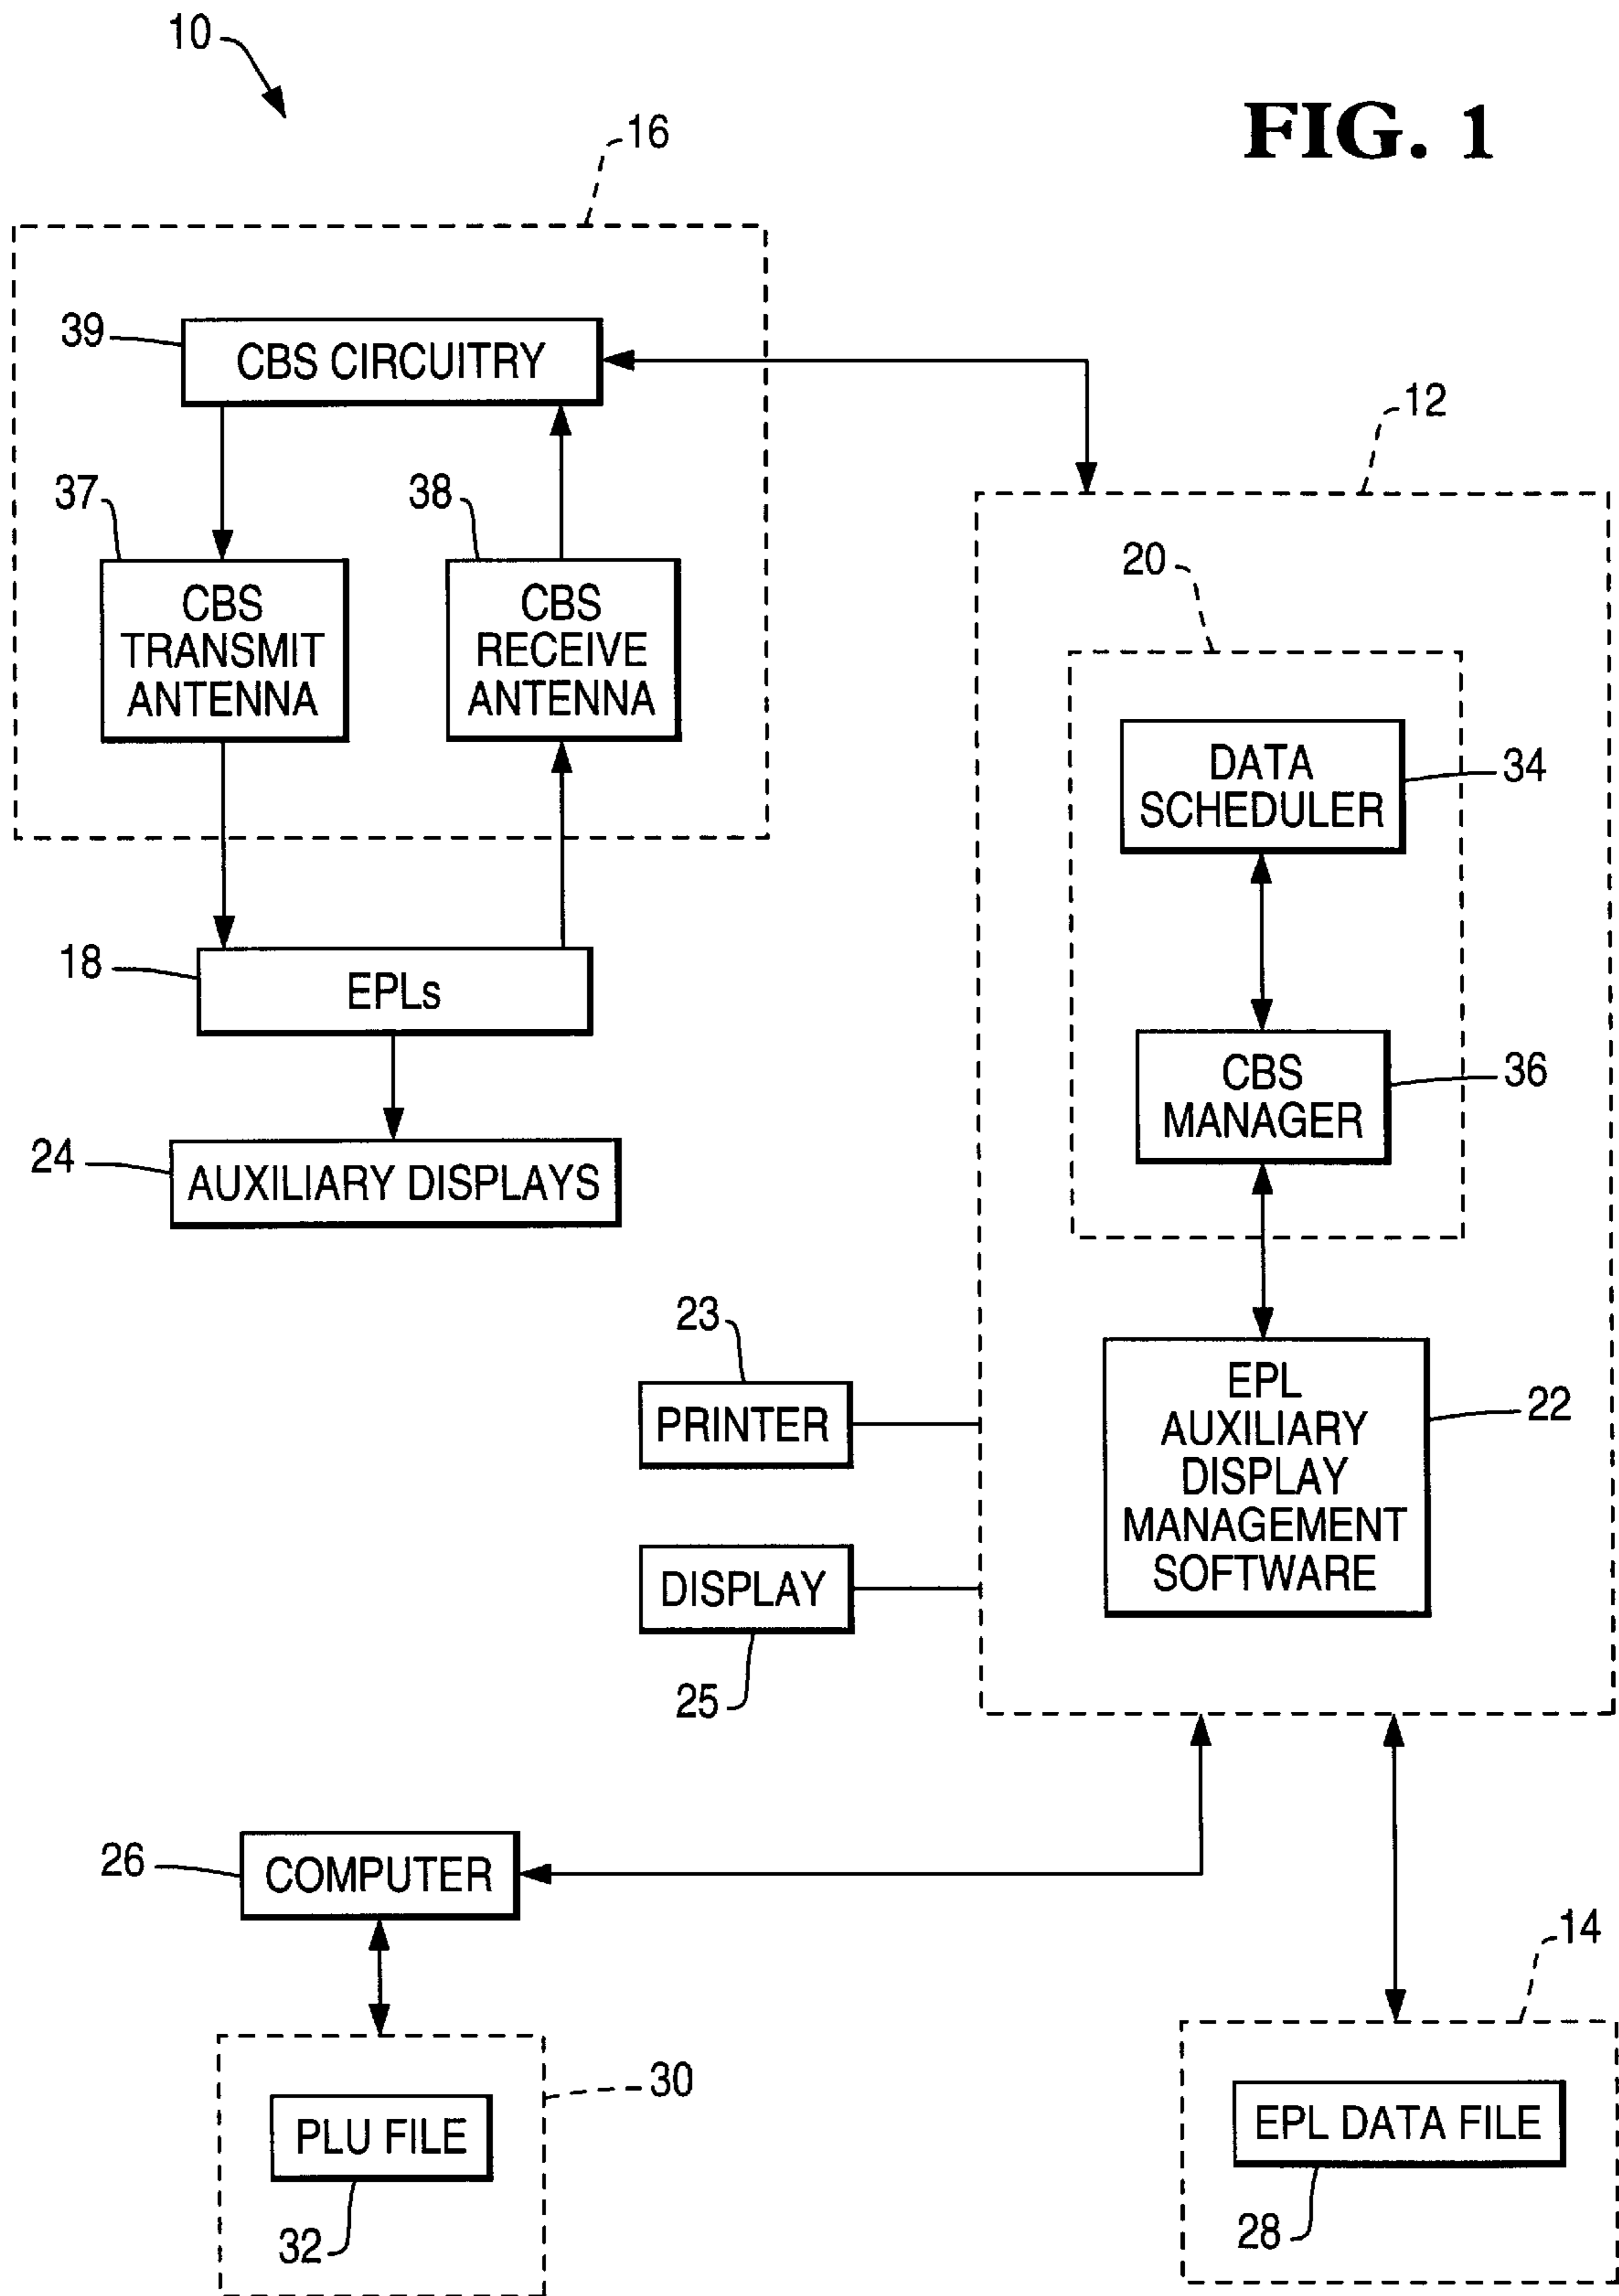 10
FIG. 1
16
39
CBS CIRCUITRY
12
37
38
20
CBS
TRANSMIT
ANTENNA
CBS
RECEIVE
ANTENNA
DATA
SCHEDULER
34
18
EPLs
CBS
MANAGER
36
24
AUXILIARY DISPLAYS
23
PRINTER
EPL
AUXILIARY
DISPLAY
MANAGEMENT
SOFTWARE
22
DISPLAY
25
26
COMPUTER
14
30
PLU FILE
32
EPL DATA FILE
28